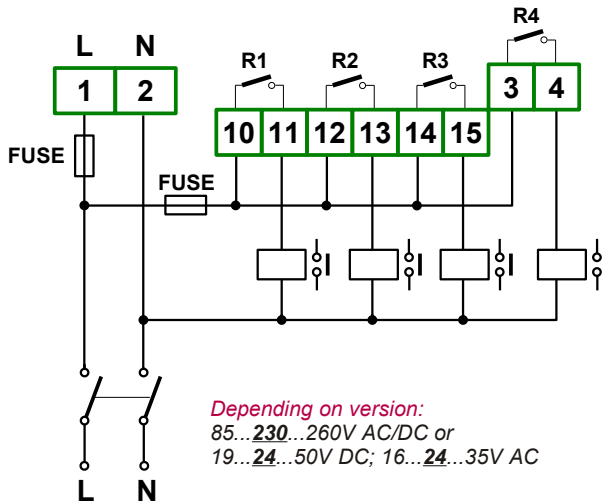 R4
L N
R1 R2 R3
1 2
3 4
10 11 12 13 14 15
FUSE
FUSE
Depending on version:
85...230...260V AC/DC or
19...24...50V DC; 16...24...35V AC
L N